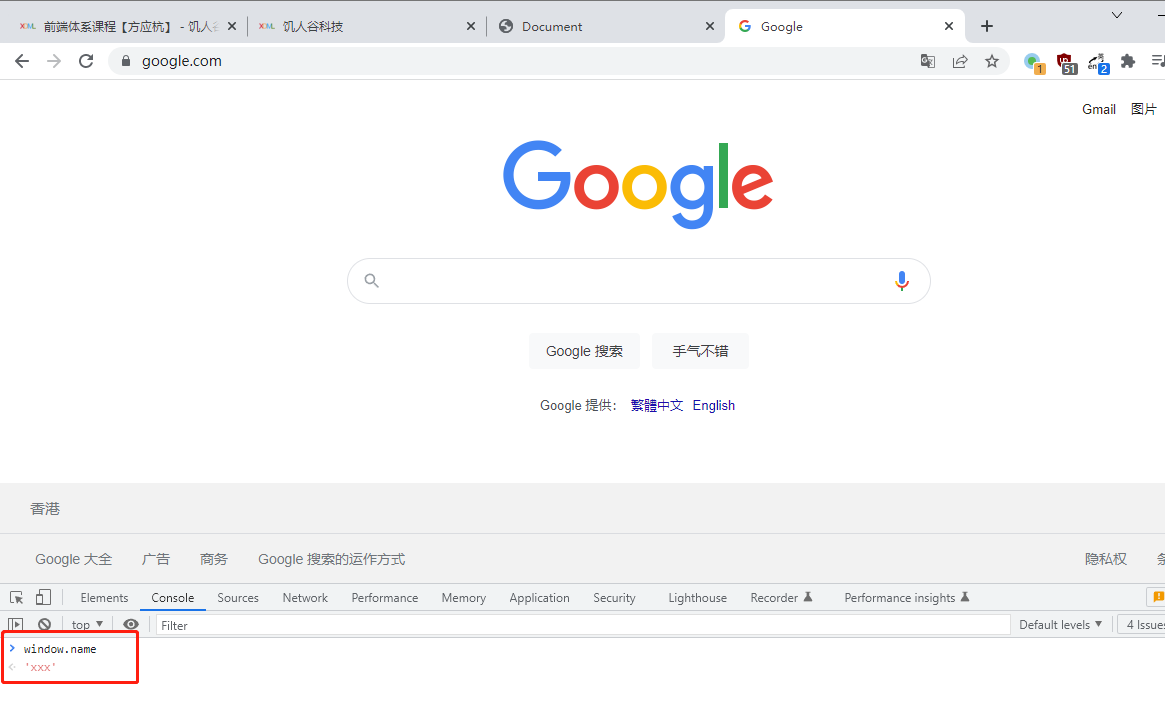 前端体系课程【方应杭】 - 饥人谷
饥人谷科技
Document
Google
google.com
1
51
en
2
Gmail 图片
Google
Google 搜索 手气不错
Google 提供： 繁體中文 English
香港
Google 大全 广告 商务 Google 搜索的运作方式 隐私权
Elements Console Sources Network Performance Memory Application Security Lighthouse Recorder Performance insights
top Filter Default levels 4 Issues
window.name
'xxx'